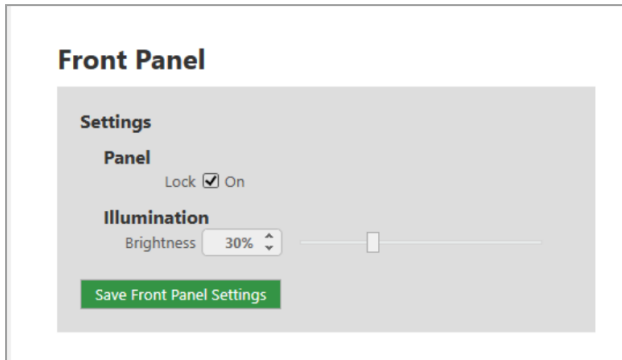 Front Panel
Settings
Panel
Lock On
Illumination
Brightness 30%
Save Front Panel Settings